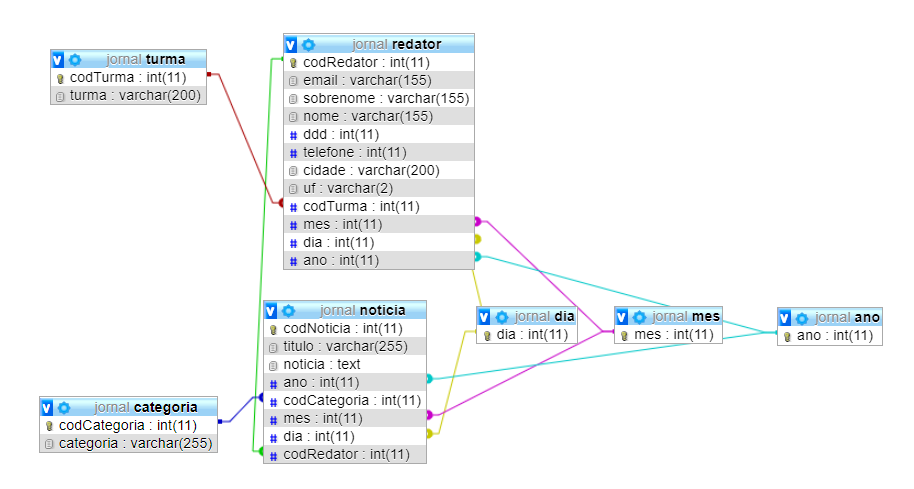 jornal turma
codTurma : int(11)
turma : varchar(200)
jornal redator
codRedator : int(11)
email : varchar(155)
sobrenome : varchar(155)
nome : varchar(155)
ddd : int(11)
telefone : int(11)
cidade : varchar(200)
uf : varchar(2)
codTurma : int(11)
mes : int(11)
dia : int(11)
ano : int(11)
jornal noticia
codNoticia : int(11)
titulo : varchar(255)
noticia : text
ano : int(11)
codCategoria : int(11)
mes : int(11)
dia : int(11)
codRedator : int(11)
jornal dia
dia : int(11)
jornal mes
mes : int(11)
jornal ano
ano : int(11)
jornal categoria
codCategoria : int(11)
categoria : varchar(255)